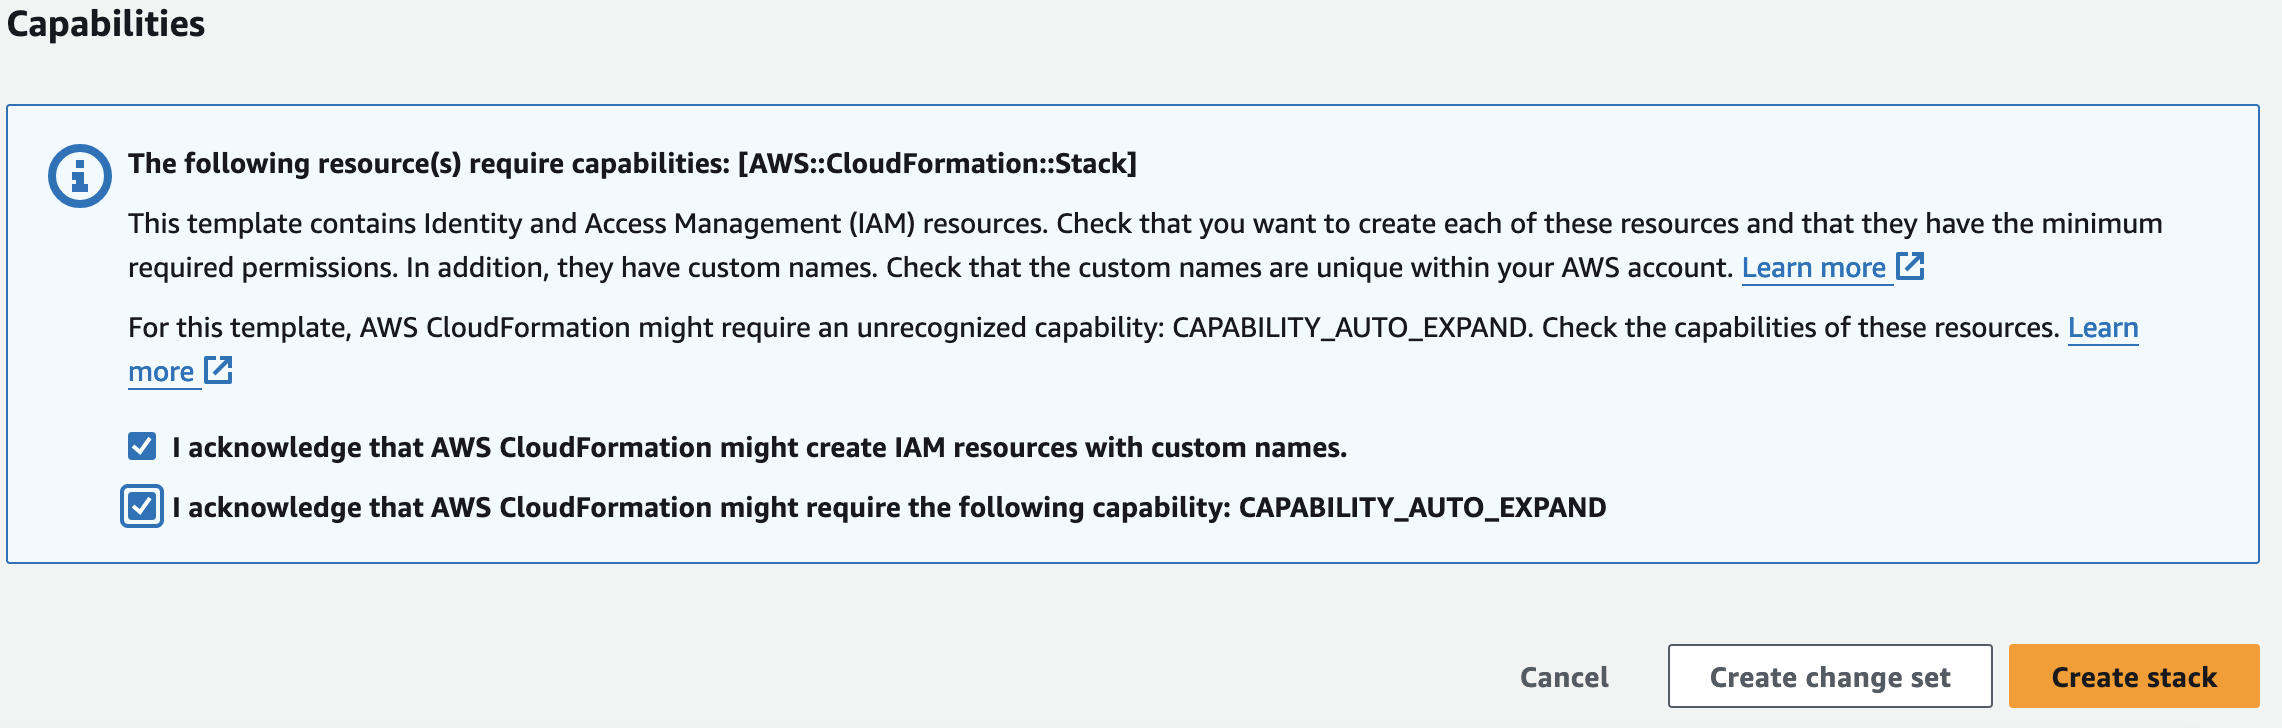 Capabilities
The following resource(s) require capabilities: [AWS::CloudFormation::Stack]
This template contains Identity and Access Management (IAM) resources. Check that you want to create each of these resources and that they have the minimum
required permissions. In addition, they have custom names. Check that the custom names are unique within your AWS account. Learn more
For this template, AWS CloudFormation might require an unrecognized capability: CAPABILITY_AUTO_EXPAND. Check the capabilities of these resources. Learn
more
I acknowledge that AWS CloudFormation might create IAM resources with custom names.
I acknowledge that AWS CloudFormation might require the following capability: CAPABILITY_AUTO_EXPAND
Cancel Create change set Create stack